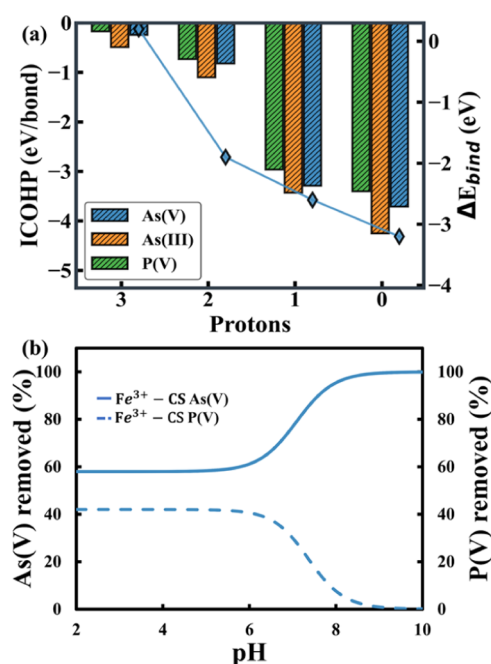 (a)
0
−1
−2
−3
−4
−5
ICOHP (eV/bond)
As(V)
As(III)
P(V)
0
−1
−2
−3
−4
ΔE_bind (eV)
3 2 1 0
Protons
(b)
100
80
60
40
20
0
As(V) removed (%)
Fe³⁺ − CS As(V)
Fe³⁺ − CS P(V)
100
80
60
40
20
0
P(V) removed (%)
2 4 6 8 10
pH